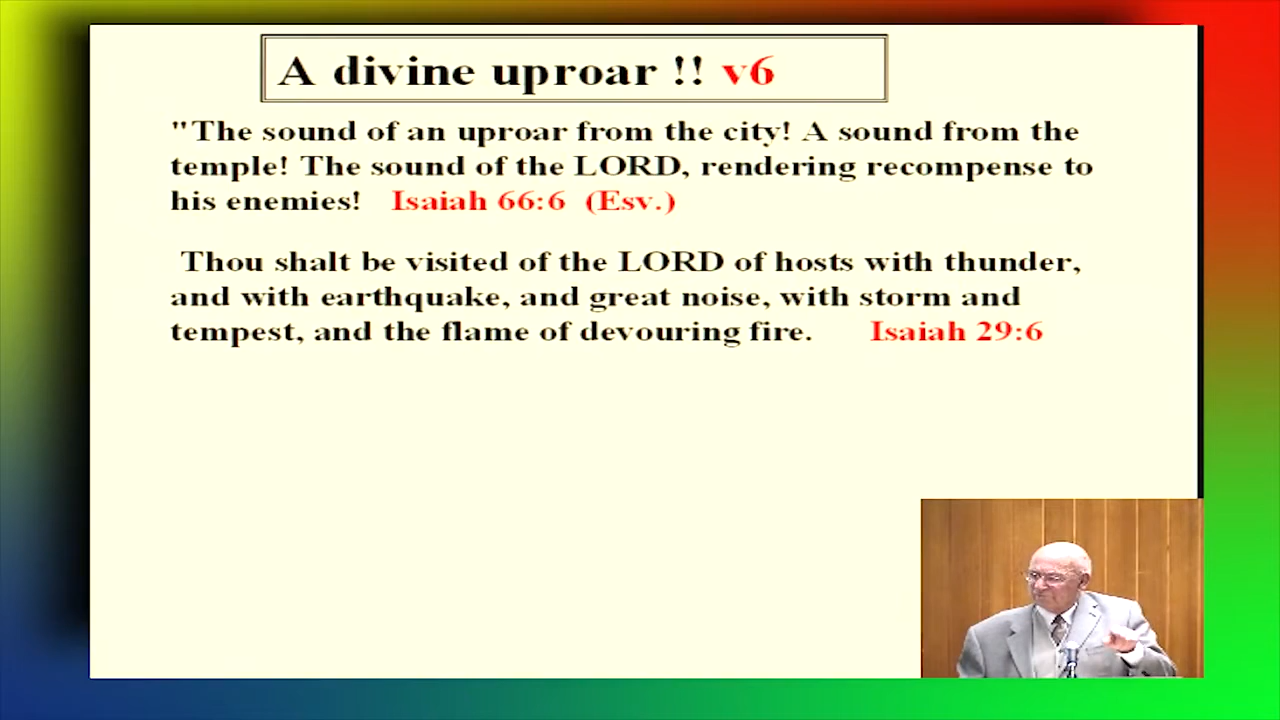 A divine uproar !! v6
"The sound of an uproar from the city! A sound from the
temple! The sound of the LORD, rendering recompense to
his enemies! Isaiah 66:6 (Esv.)
Thou shalt be visited of the LORD of hosts with thunder,
and with earthquake, and great noise, with storm and
tempest, and the flame of devouring fire. Isaiah 29:6